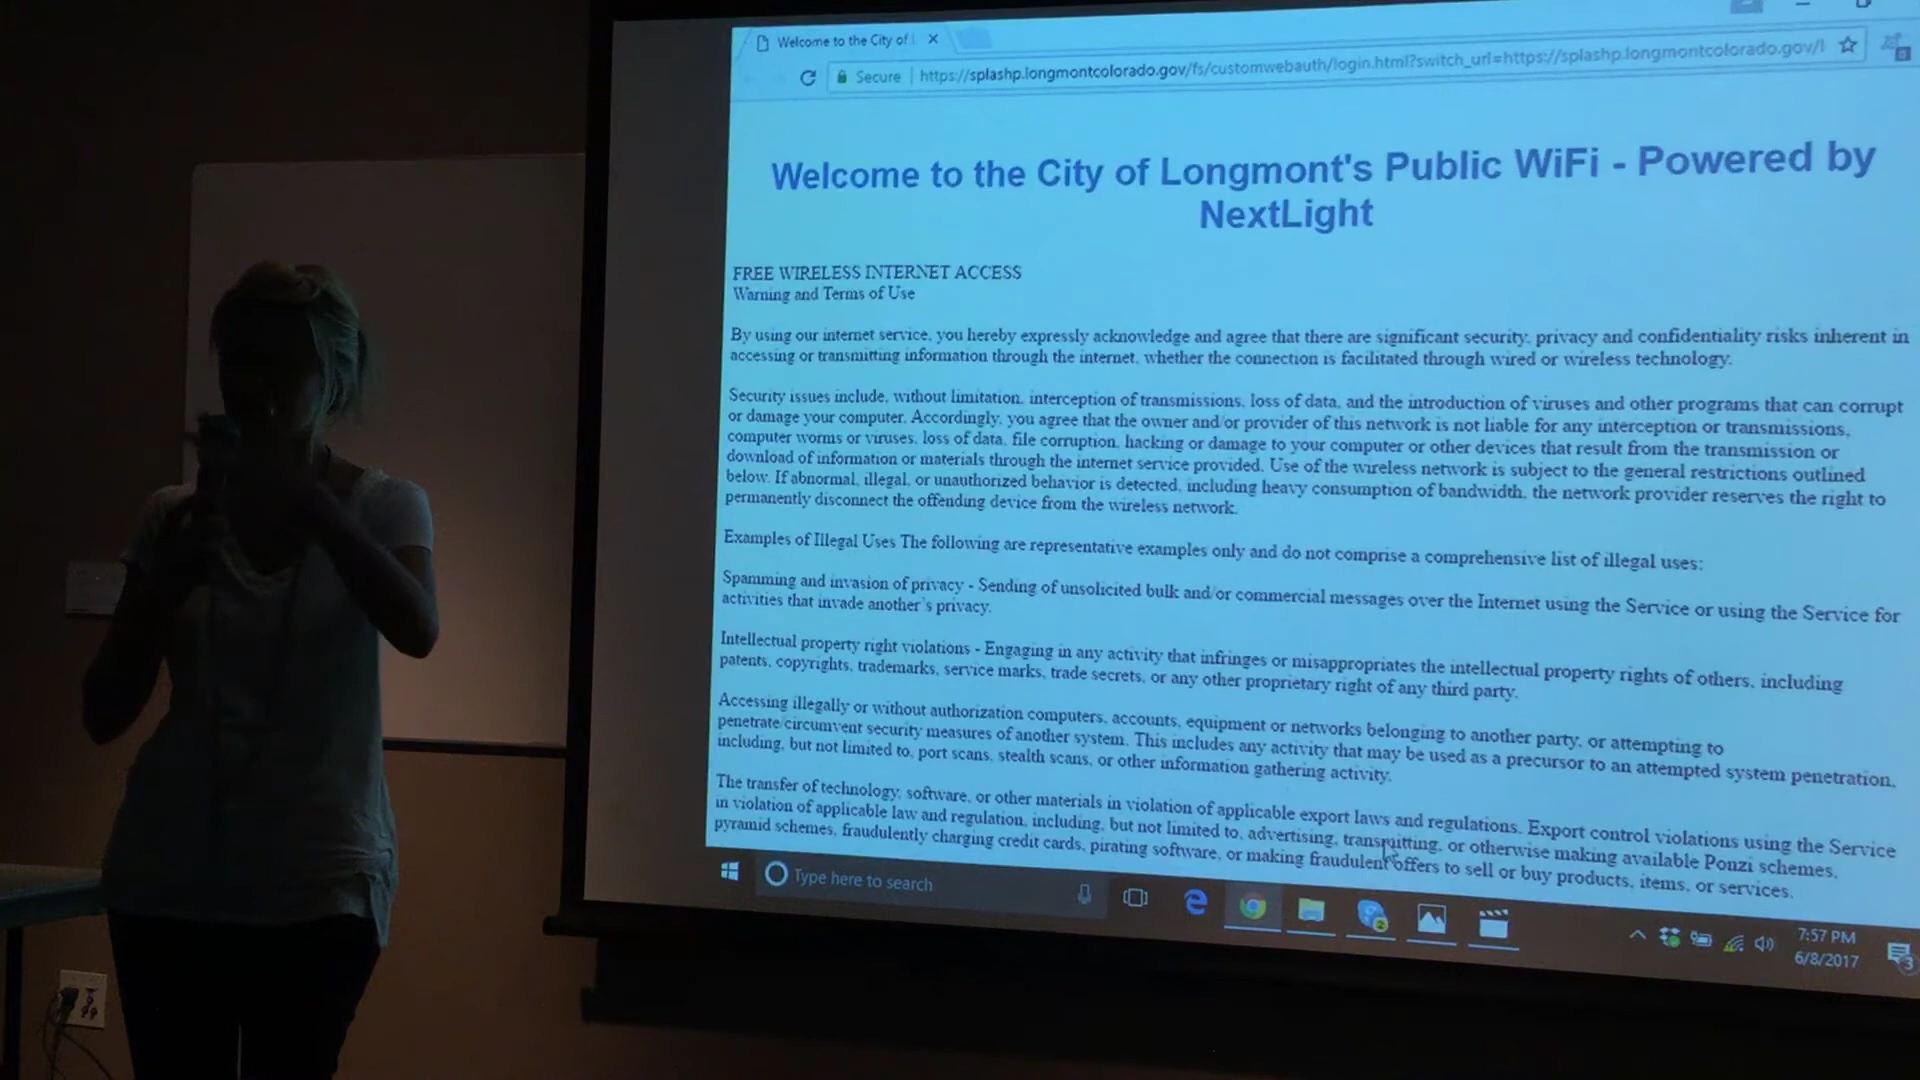 Welcome to the City of L
Secure https://splashp.longmontcolorado.gov/fs/customwebauth/login.html?switch_url=https://splashp.longmontcolorado.gov/l
Welcome to the City of Longmont's Public WiFi - Powered by
NextLight
FREE WIRELESS INTERNET ACCESS
Warning and Terms of Use
By using our internet service, you hereby expressly acknowledge and agree that there are significant security, privacy and confidentiality risks inherent in
accessing or transmitting information through the internet, whether the connection is facilitated through wired or wireless technology.
Security issues include, without limitation, interception of transmissions, loss of data, and the introduction of viruses and other programs that can corrupt
or damage your computer. Accordingly, you agree that the owner and/or provider of this network is not liable for any interception or transmissions,
computer worms or viruses, loss of data, file corruption, hacking or damage to your computer or other devices that result from the transmission or
download of information or materials through the internet service provided. Use of the wireless network is subject to the general restrictions outlined
below. If abnormal, illegal, or unauthorized behavior is detected, including heavy consumption of bandwidth, the network provider reserves the right to
permanently disconnect the offending device from the wireless network.
Examples of Illegal Uses The following are representative examples only and do not comprise a comprehensive list of illegal uses:
Spamming and invasion of privacy - Sending of unsolicited bulk and/or commercial messages over the Internet using the Service or using the Service for
activities that invade another's privacy.
Intellectual property right violations - Engaging in any activity that infringes or misappropriates the intellectual property rights of others, including
patents, copyrights, trademarks, service marks, trade secrets, or any other proprietary right of any third party.
Accessing illegally or without authorization computers, accounts, equipment or networks belonging to another party, or attempting to
penetrate/circumvent security measures of another system. This includes any activity that may be used as a precursor to an attempted system penetration,
including, but not limited to, port scans, stealth scans, or other information gathering activity.
The transfer of technology, software, or other materials in violation of applicable export laws and regulations. Export control violations using the Service
in violation of applicable law and regulation, including, but not limited to, advertising, transmitting, or otherwise making available Ponzi schemes,
pyramid schemes, fraudulently charging credit cards, pirating software, or making fraudulent offers to sell or buy products, items, or services.
Type here to search
2
7:57 PM
6/8/2017
3